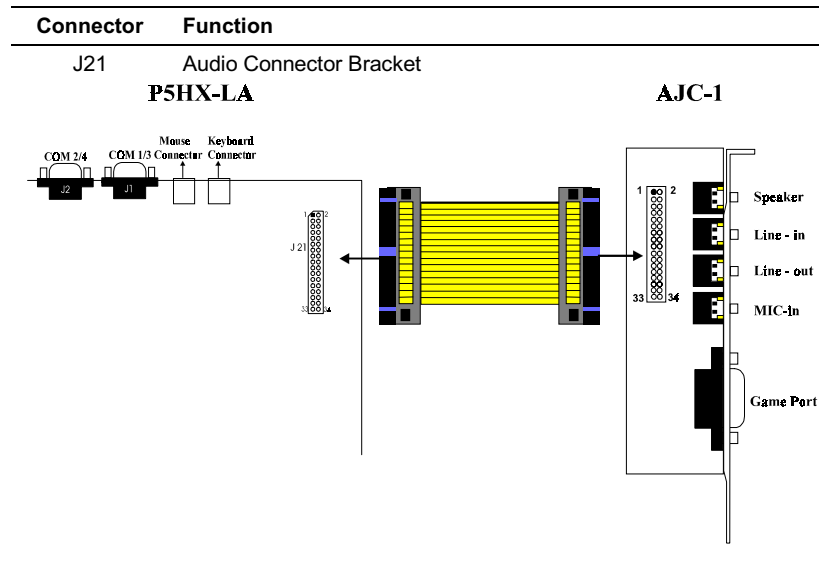 Connector Function
J21 Audio Connector Bracket
P5HX-LA
AJC-1
COM 2/4
COM 1/3
Mouse Connector
Keyboard Connector
J2
J1
1 2
J 21
33 34
1 2
33 34
Speaker
Line - in
Line - out
MIC-in
Game Port